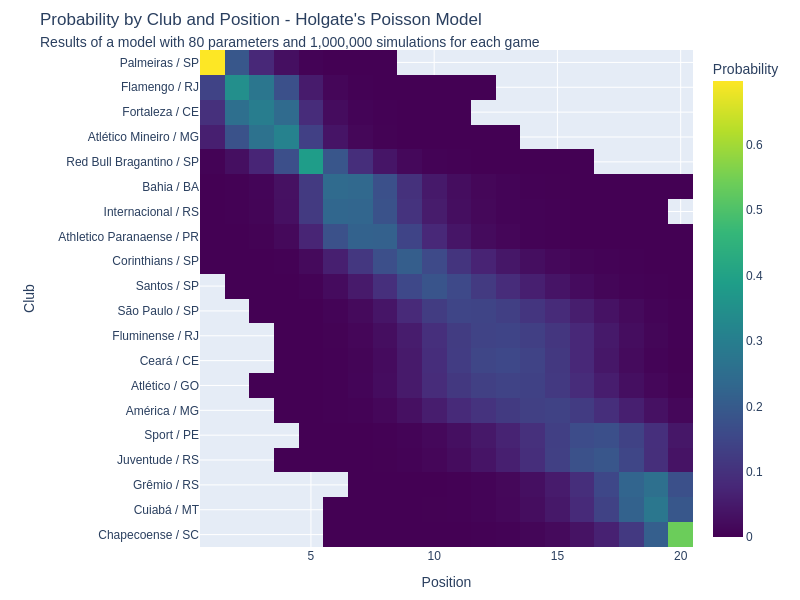 Probability by Club and Position - Holgate's Poisson Model
Results of a model with 80 parameters and 1,000,000 simulations for each game
Probability
Palmeiras / SP
Flamengo / RJ
Fortaleza / CE
Atlético Mineiro / MG
Red Bull Bragantino / SP
Bahia / BA
Internacional / RS
Athletico Paranaense / PR
Corinthians / SP
Santos / SP
São Paulo / SP
Fluminense / RJ
Ceará / CE
Atlético / GO
América / MG
Sport / PE
Juventude / RS
Grêmio / RS
Cuiabá / MT
Chapecoense / SC
Club
5
10
15
20
Position
0.6
0.5
0.4
0.3
0.2
0.1
0